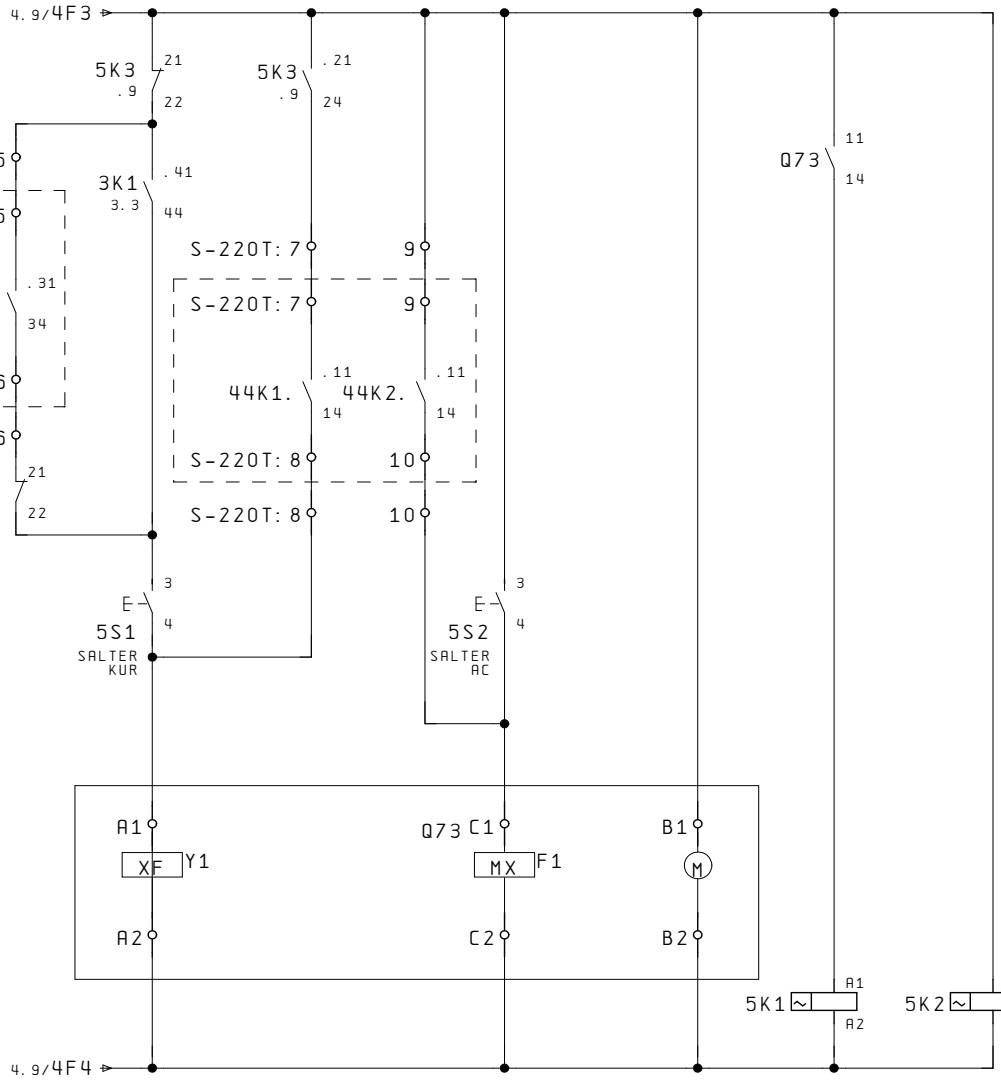 4.9/4F3
21
5K3
.9
22
.21
5K3
.9
24
11
Q73
14
.41
3K1
3.3
44
S-220T: 7
9
S-220T: 7
9
.31
34
.11
44K1.
14
.11
44K2.
14
S-220T: 8
10
S-220T: 8
10
21
22
3
E
4
5S1
SALTER
KUR
3
E
4
5S2
SALTER
AC
A1
Q73
C1
B1
XF
Y1
MX
F1
M
A2
C2
B2
A1
5K1
~
A2
5K2
~
4.9/4F4